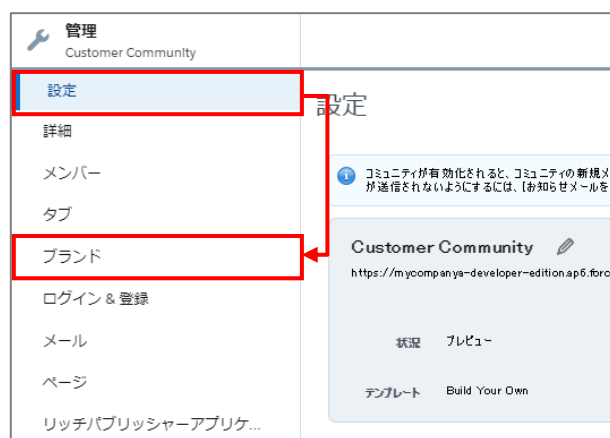 管理
Customer Community
設定
詳細
メンバー
タブ
ブランド
ログイン & 登録
メール
ページ
リッチパブリッシャーアプリケ...
設定
コミュニティが有効化されると、コミュニティの新規メ
が送信されないようにするには、[お知らせメールを
Customer Community
https://mycompanya-developer-edition.ap6.forc
状況 プレビュー
テンプレート Build Your Own